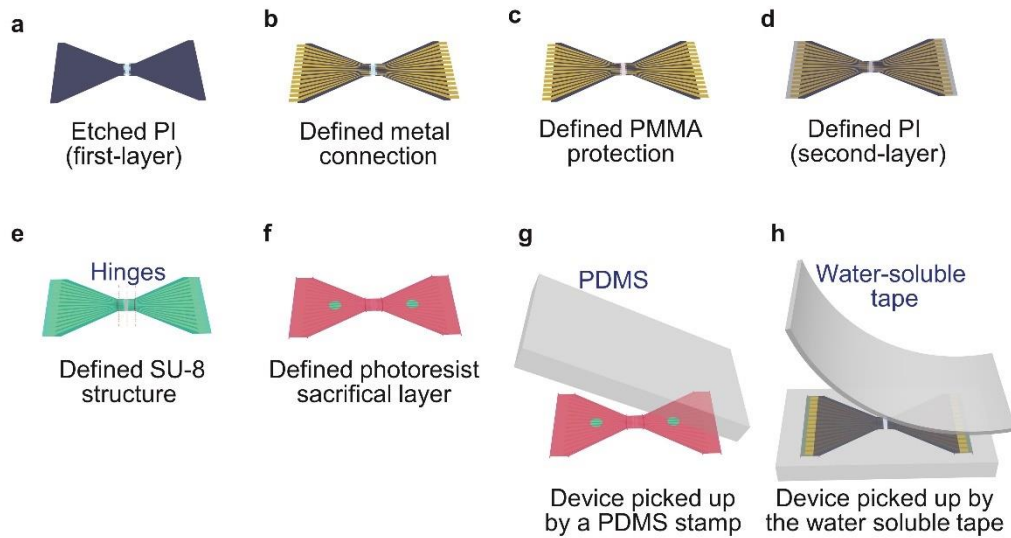 a
Etched PI
(first-layer)
b
Defined metal
connection
c
Defined PMMA
protection
d
Defined PI
(second-layer)
e
Hinges
Defined SU-8
structure
f
Defined photoresist
sacrifical layer
g
PDMS
Device picked up
by a PDMS stamp
h
Water-soluble
tape
Device picked up by
the water soluble tape